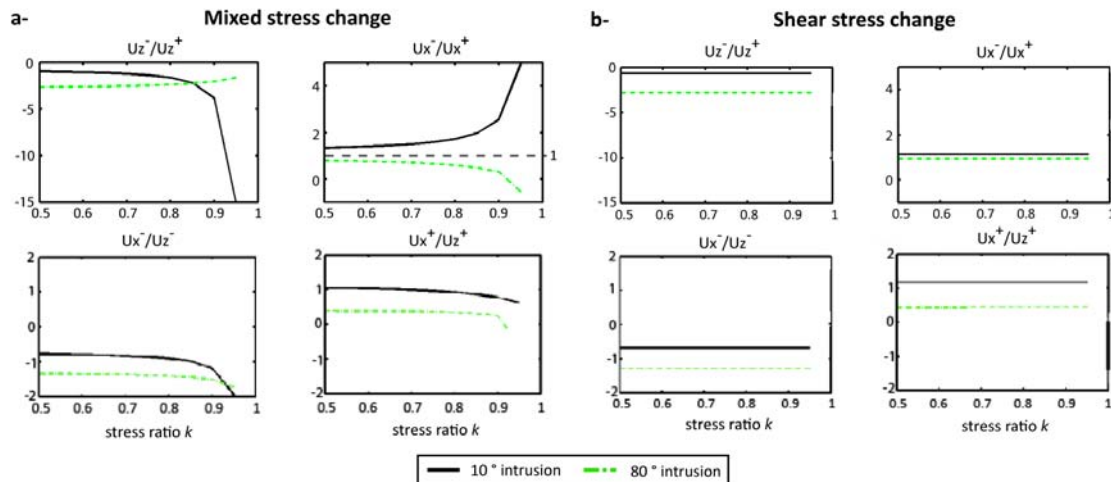 a- Mixed stress change b- Shear stress change
Uz⁻/Uz⁺ Ux⁻/Ux⁺ Uz⁻/Uz⁺ Ux⁻/Ux⁺
0 4 0 4
-5 2 -5 2
1
-10 0 -10 0
-15 -15
0.5 0.6 0.7 0.8 0.9 1 0.5 0.6 0.7 0.8 0.9 1 0.5 0.6 0.7 0.8 0.9 1 0.5 0.6 0.7 0.8 0.9 1
Ux⁻/Uz⁻ Ux⁺/Uz⁺ Ux⁻/Uz⁻ Ux⁺/Uz⁺
2 2 2 2
1 1 1 1
0 0 0 0
-1 -1 -1 -1
-2 -2 -2 -2
0.5 0.6 0.7 0.8 0.9 1 0.5 0.6 0.7 0.8 0.9 1 0.5 0.6 0.7 0.8 0.9 1 0.5 0.6 0.7 0.8 0.9 1
stress ratio k stress ratio k stress ratio k stress ratio k
10 ° intrusion 80 ° intrusion